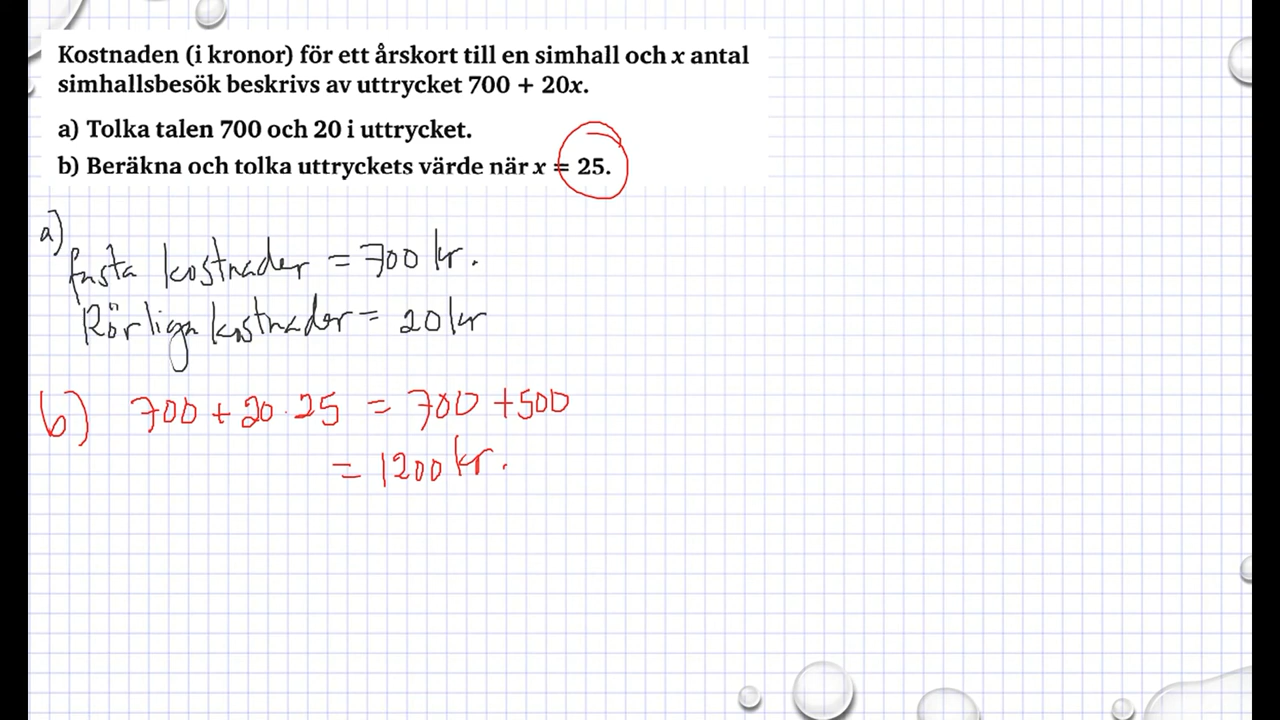 Kostnaden (i kronor) för ett årskort till en simhall och x antal
simhallsbesök beskrivs av uttrycket 700 + 20x.
a) Tolka talen 700 och 20 i uttrycket.
b) Beräkna och tolka uttryckets värde när x = 25.
a)
fasta kostnader = 700 kr.
Rörliga kostnader = 20 kr
b) 700 + 20 · 25 = 700 + 500
= 1200 kr.